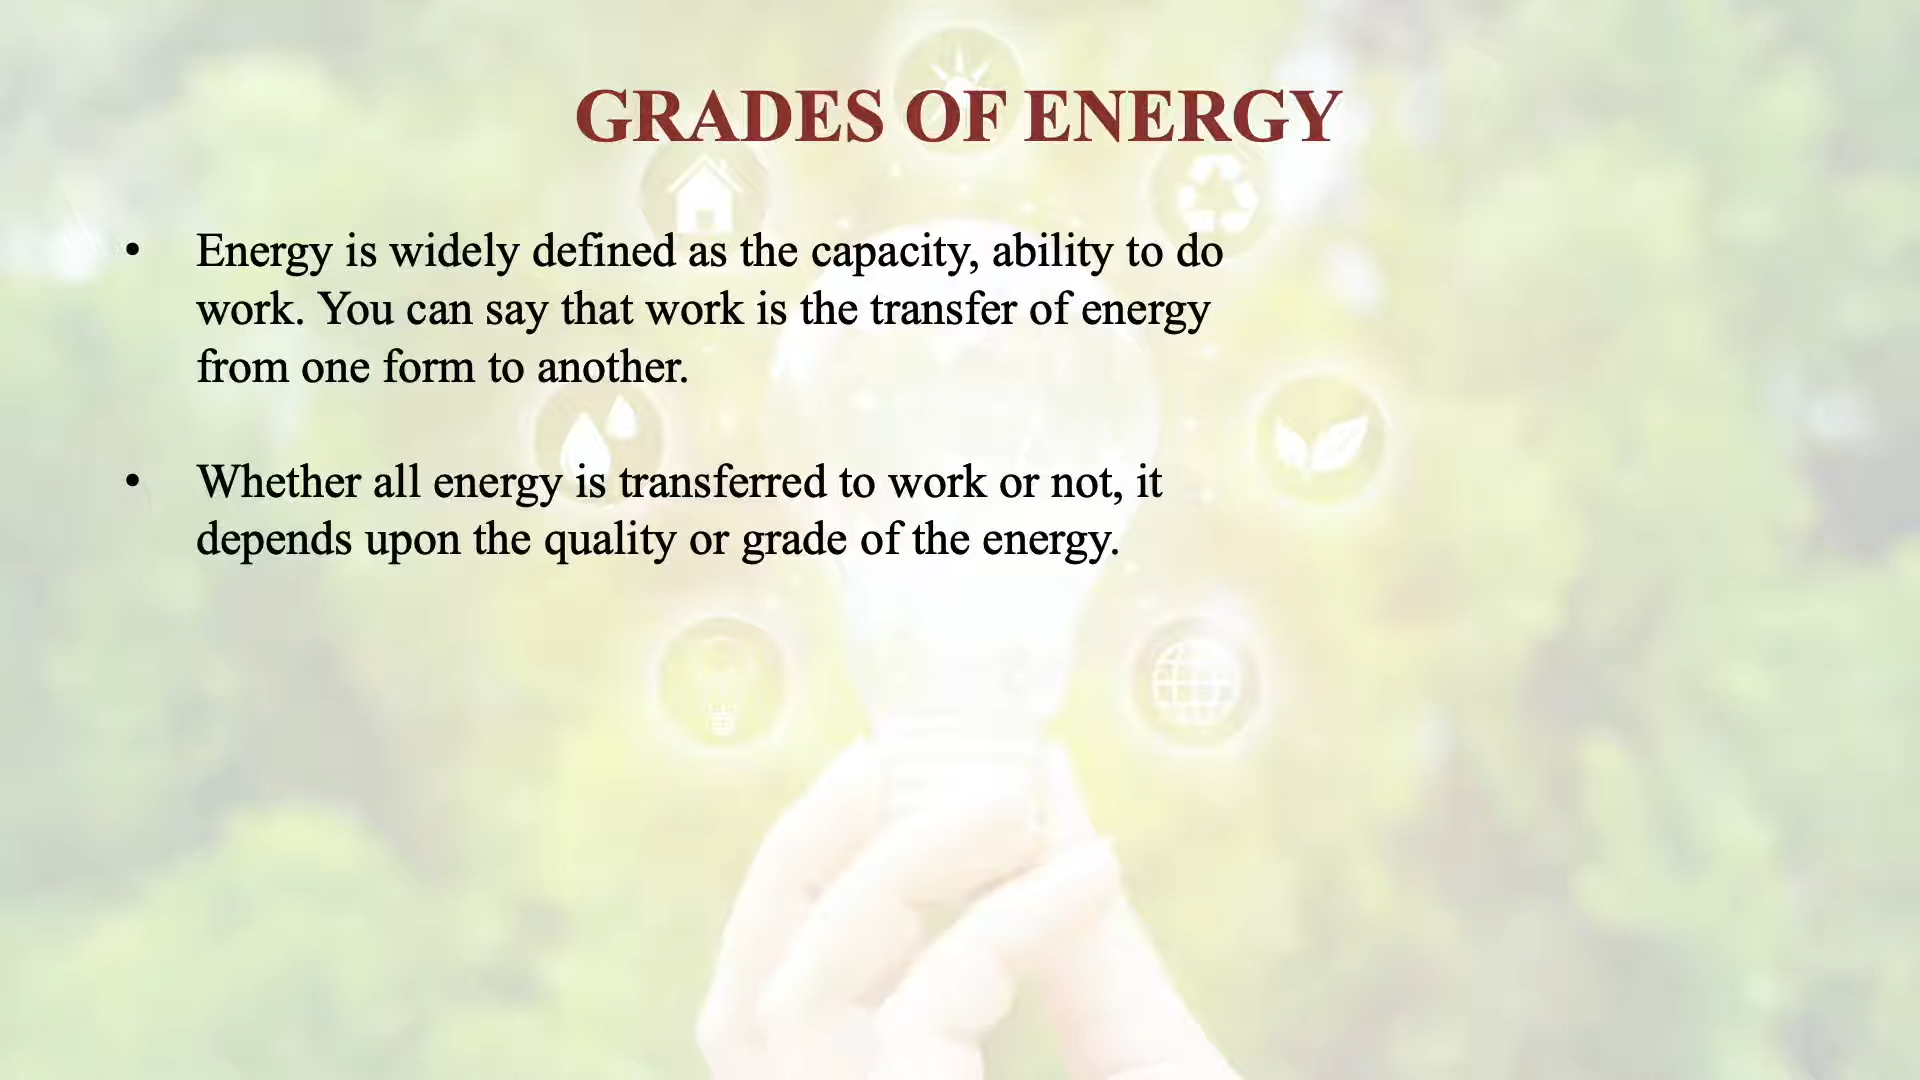 GRADES OF ENERGY
• Energy is widely defined as the capacity, ability to do
work. You can say that work is the transfer of energy
from one form to another.
• Whether all energy is transferred to work or not, it
depends upon the quality or grade of the energy.